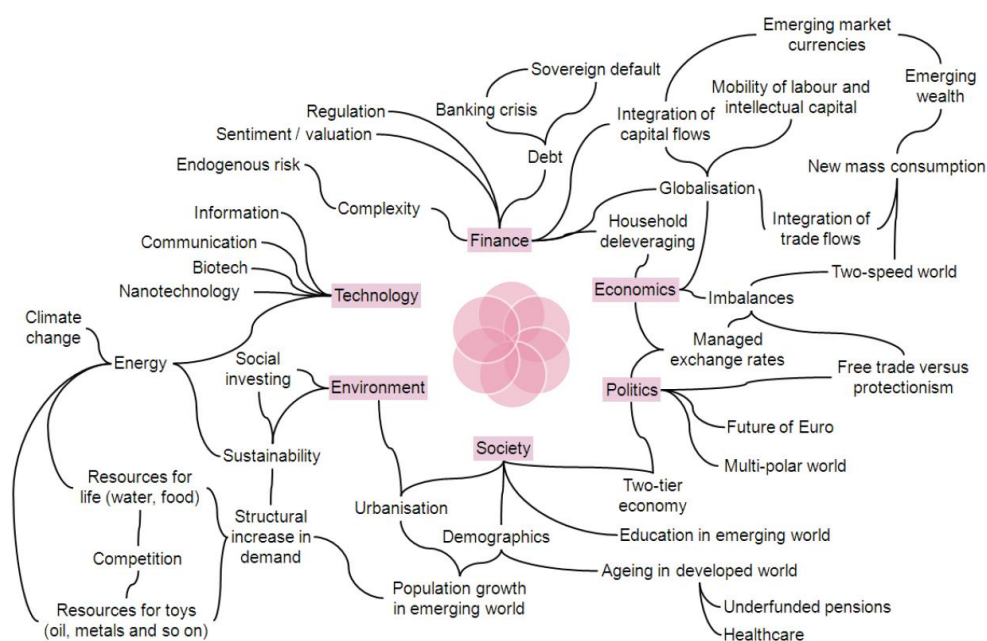 Emerging market
currencies
Sovereign default
Emerging
wealth
Mobility of labour and
intellectual capital
Regulation
Banking crisis
Integration of
capital flows
Sentiment / valuation
Debt
Endogenous risk
New mass consumption
Globalisation
Complexity
Information
Household
deleveraging
Integration of
trade flows
Finance
Communication
Biotech
Two-speed world
Nanotechnology
Technology
Economics
Imbalances
Climate
change
Managed
exchange rates
Energy
Social
investing
Free trade versus
protectionism
Environment
Politics
Future of Euro
Society
Sustainability
Multi-polar world
Resources for
life (water, food)
Two-tier
economy
Urbanisation
Structural
increase in
demand
Demographics
Education in emerging world
Competition
Ageing in developed world
Population growth
in emerging world
Resources for toys
(oil, metals and so on)
Underfunded pensions
Healthcare